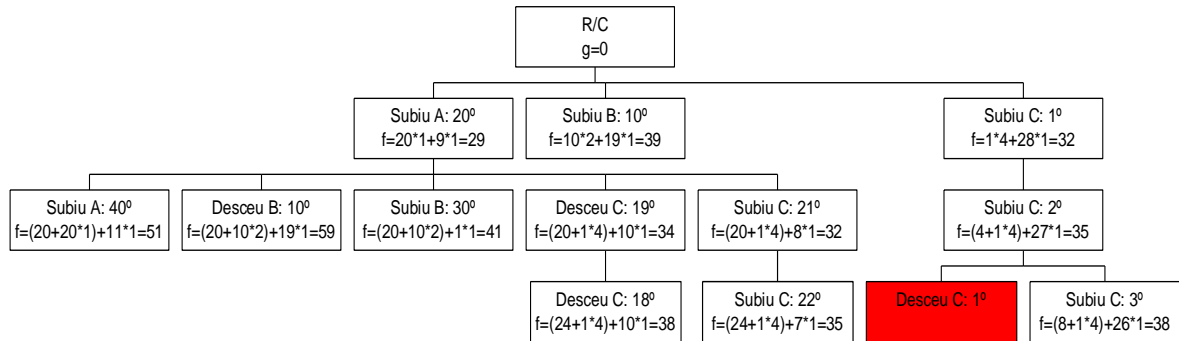 R/C
g=0
Subiu A: 20º
f=20*1+9*1=29
Subiu B: 10º
f=10*2+19*1=39
Subiu C: 1º
f=1*4+28*1=32
Subiu A: 40º
f=(20+20*1)+11*1=51
Desceu B: 10º
f=(20+10*2)+19*1=59
Subiu B: 30º
f=(20+10*2)+1*1=41
Desceu C: 19º
f=(20+1*4)+10*1=34
Subiu C: 21º
f=(20+1*4)+8*1=32
Subiu C: 2º
f=(4+1*4)+27*1=35
Desceu C: 18º
f=(24+1*4)+10*1=38
Subiu C: 22º
f=(24+1*4)+7*1=35
Desceu C: 1º
Subiu C: 3º
f=(8+1*4)+26*1=38